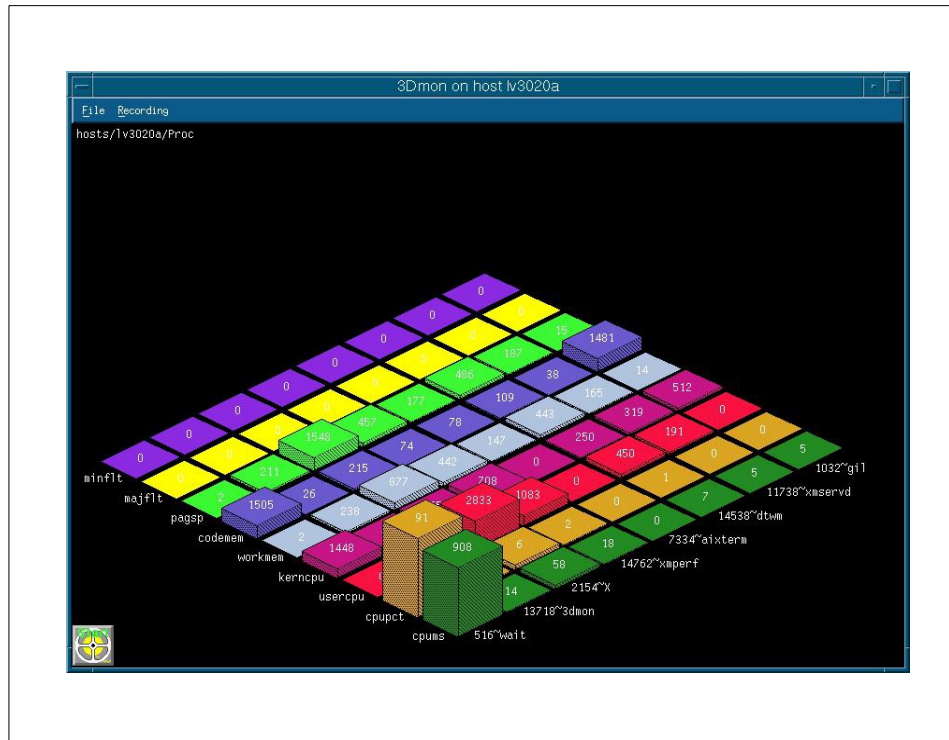 3Dmon on host lv3020a
File Recording
hosts/lv3020a/Proc
minflt 0 0 0 0 0 0 0 0
majflt 0 0 0 0 0 0 0 0
pagsp 2 211 1548 457 177 486 187 15
codemem 1505 26 215 74 78 109 38 1481
workmem 2 238 877 442 147 443 165 14
kerncpu 1448 708 0 250 319 512
usercpu 2833 1083 0 450 191 0
cpupct 91 6 2 0 1 0 0
cpums 908 14 58 18 0 7 5 5
516~wait
13718~3dmon
2154~X
14762~xmperf
7334~aixterm
14538~dtwm
11738~xmservd
1032~gil